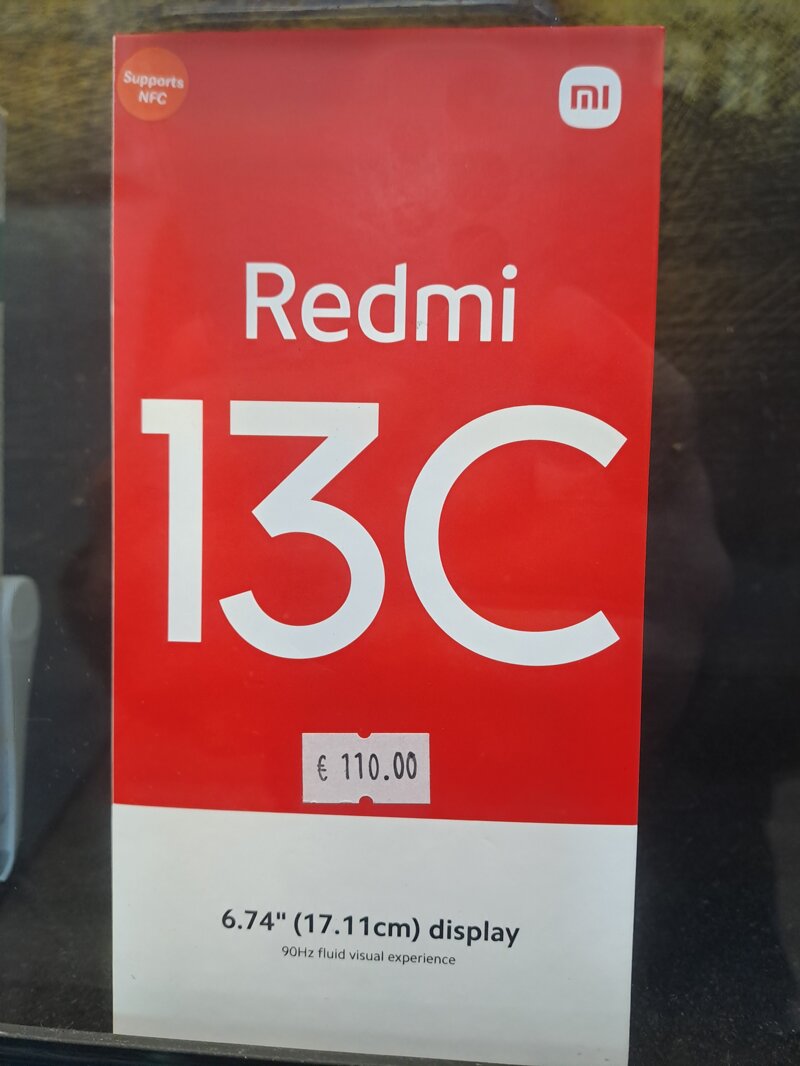 Supports
NFC
mi
Redmi
13C
€ 110.00
6.74" (17.11cm) display
90Hz fluid visual experience